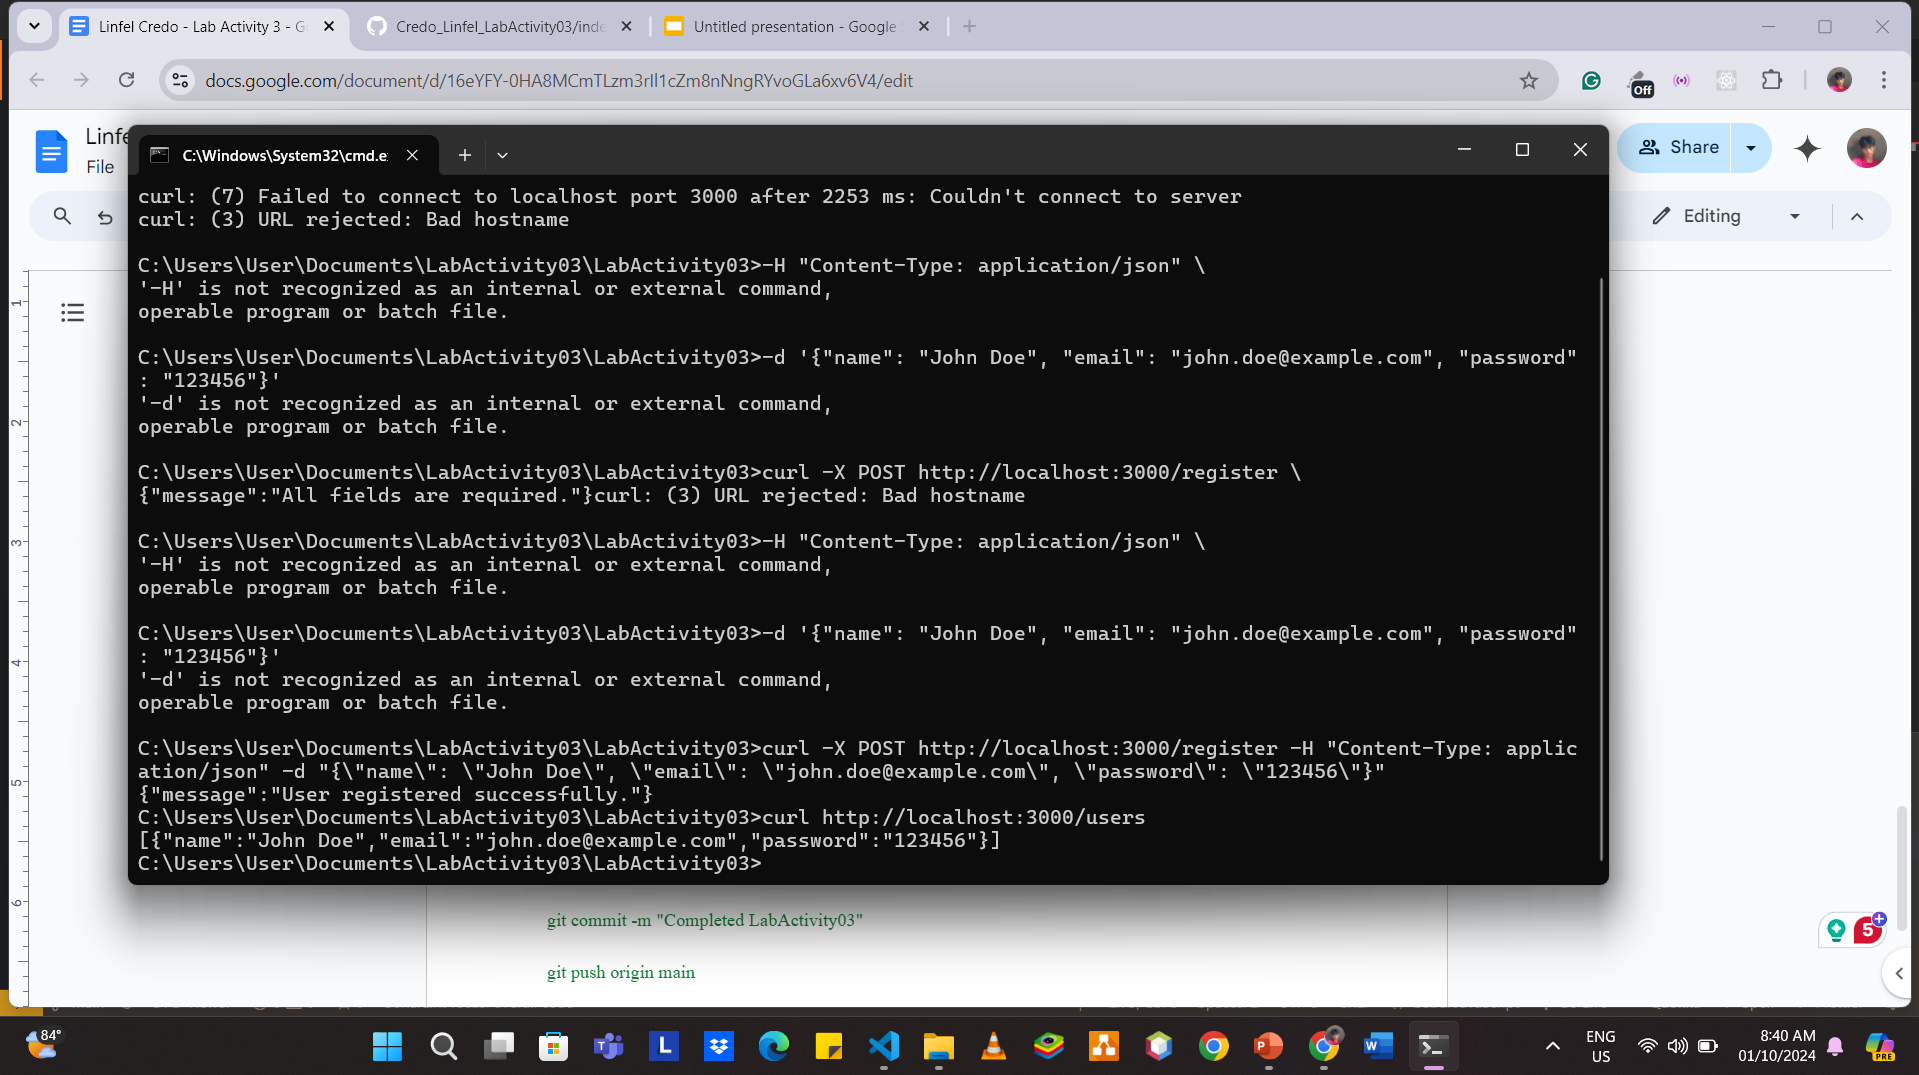 Linfel Credo - Lab Activity 3 - G
Credo_Linfel_LabActivity03/inde
Untitled presentation - Google
docs.google.com/document/d/16eYFY-0HA8MCmTLzm3rIl1cZm8nNngRYvoGLa6xv6V4/edit
Off
Linfe
File
Share
Editing
C:\Windows\System32\cmd.e
curl: (7) Failed to connect to localhost port 3000 after 2253 ms: Couldn't connect to server
curl: (3) URL rejected: Bad hostname
C:\Users\User\Documents\LabActivity03\LabActivity03>-H "Content-Type: application/json" \
'-H' is not recognized as an internal or external command,
operable program or batch file.
C:\Users\User\Documents\LabActivity03\LabActivity03>-d '{"name": "John Doe", "email": "john.doe@example.com", "password"
: "123456"}'
'-d' is not recognized as an internal or external command,
operable program or batch file.
C:\Users\User\Documents\LabActivity03\LabActivity03>curl -X POST http://localhost:3000/register \
{"message":"All fields are required."}curl: (3) URL rejected: Bad hostname
C:\Users\User\Documents\LabActivity03\LabActivity03>-H "Content-Type: application/json" \
'-H' is not recognized as an internal or external command,
operable program or batch file.
C:\Users\User\Documents\LabActivity03\LabActivity03>-d '{"name": "John Doe", "email": "john.doe@example.com", "password"
: "123456"}'
'-d' is not recognized as an internal or external command,
operable program or batch file.
C:\Users\User\Documents\LabActivity03\LabActivity03>curl -X POST http://localhost:3000/register -H "Content-Type: applic
ation/json" -d "{\"name\": \"John Doe\", \"email\": \"john.doe@example.com\", \"password\": \"123456\"}"
{"message":"User registered successfully."}
C:\Users\User\Documents\LabActivity03\LabActivity03>curl http://localhost:3000/users
[{"name":"John Doe","email":"john.doe@example.com","password":"123456"}]
C:\Users\User\Documents\LabActivity03\LabActivity03>
1
2
3
4
5
6
git commit -m "Completed LabActivity03"
git push origin main
5
84°
ENG
US
8:40 AM
01/10/2024
PRE